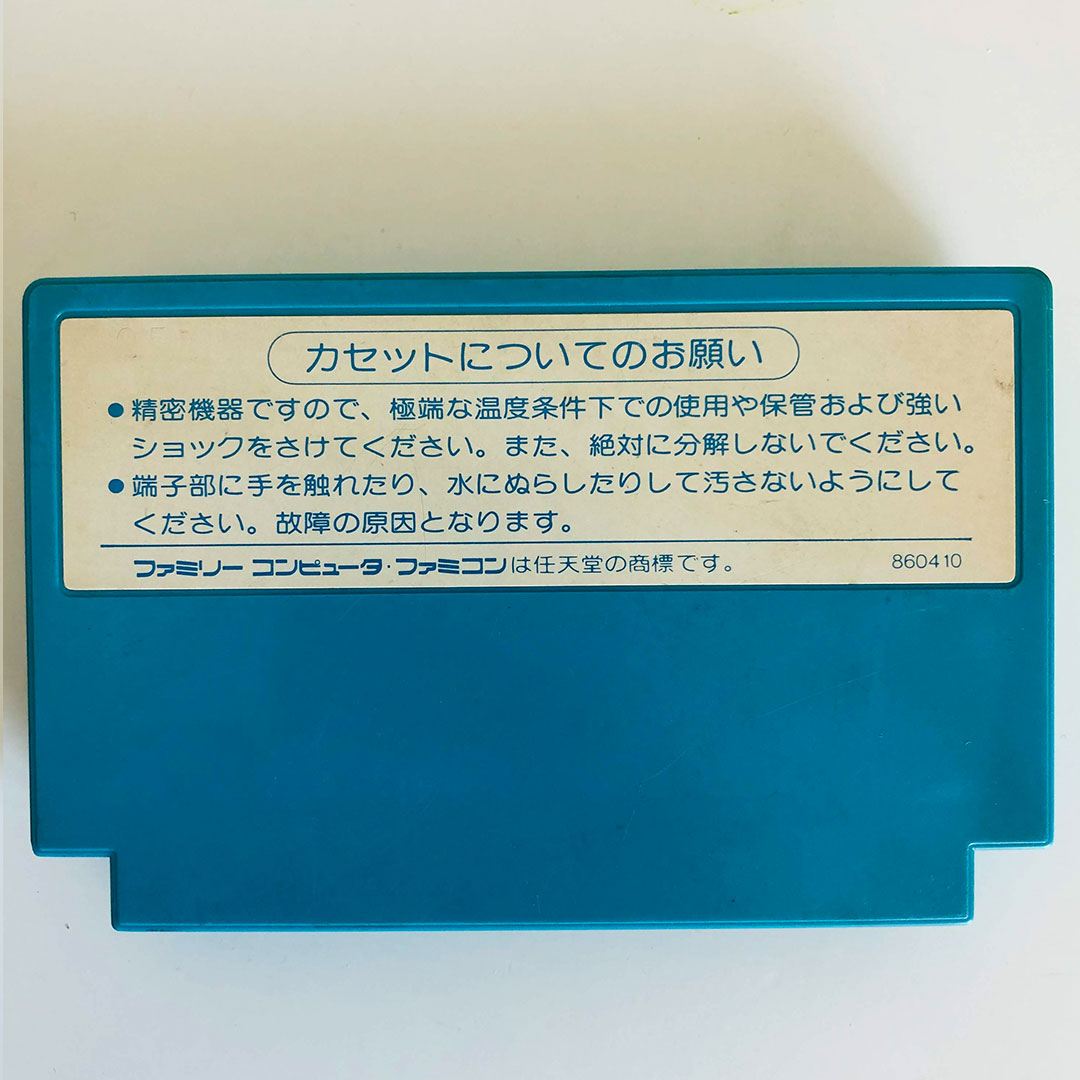 カセットについてのお願い
●精密機器ですので、極端な温度条件下での使用や保管および強い
ショックをさけてください。また、絶対に分解しないでください。
●端子部に手を触れたり、水にぬらしたりして汚さないようにして
ください。故障の原因となります。
ファミリー コンピュータ・ファミコンは任天堂の商標です。 860410